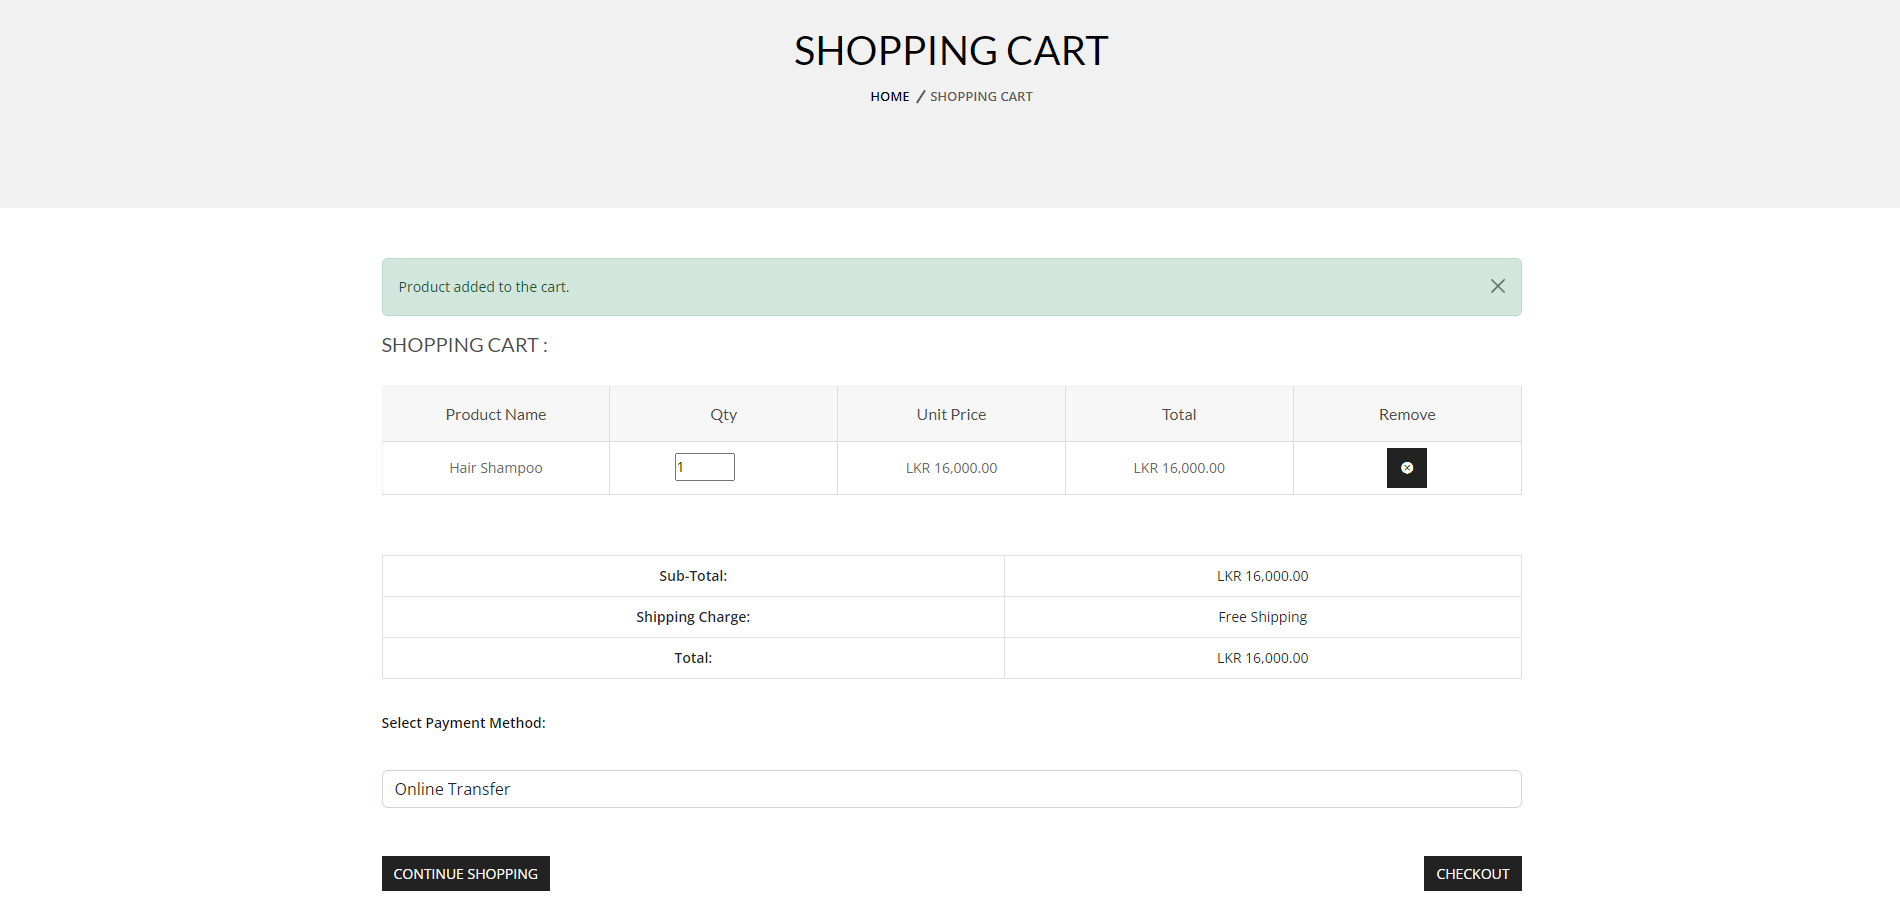 SHOPPING CART
HOME / SHOPPING CART
Product added to the cart.
SHOPPING CART :
Product Name Qty Unit Price Total Remove
Hair Shampoo 1 LKR 16,000.00 LKR 16,000.00
Sub-Total: LKR 16,000.00
Shipping Charge: Free Shipping
Total: LKR 16,000.00
Select Payment Method:
Online Transfer
CONTINUE SHOPPING CHECKOUT